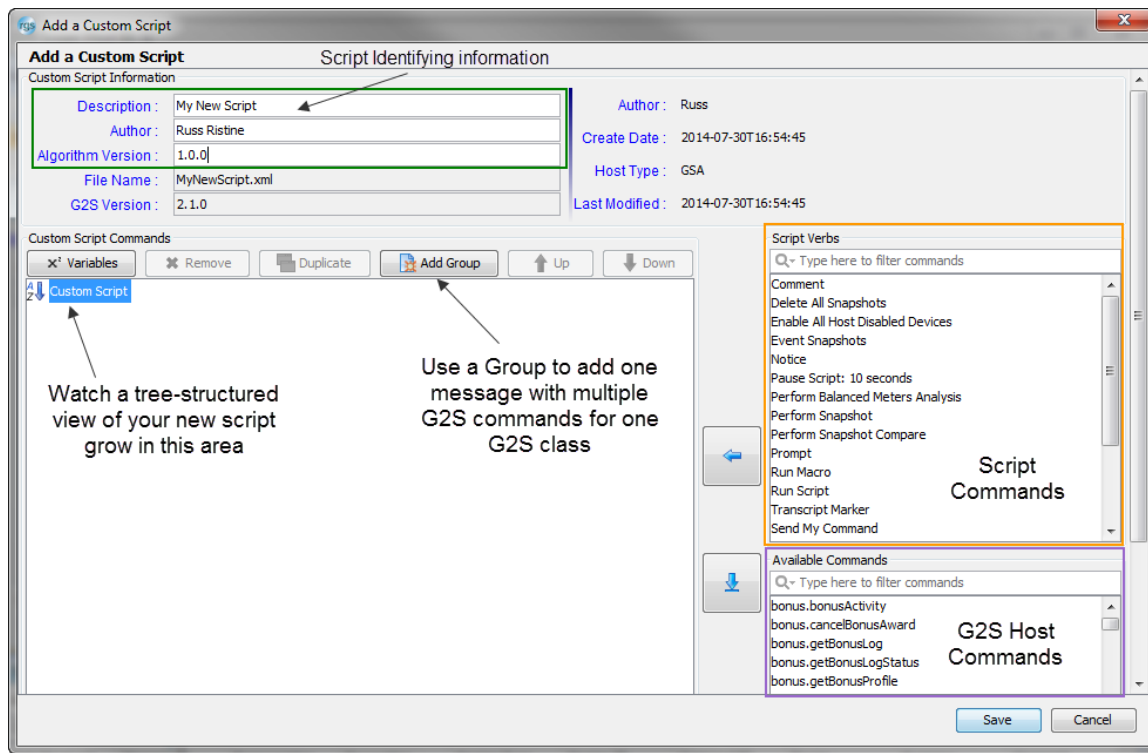 rgs Add a Custom Script
Add a Custom Script
Script Identifying information
Custom Script Information
Description : My New Script
Author : Russ Ristine
Algorithm Version : 1.0.0
File Name : MyNewScript.xml
G2S Version : 2.1.0
Author : Russ
Create Date : 2014-07-30T16:54:45
Host Type : GSA
Last Modified : 2014-07-30T16:54:45
Custom Script Commands
x² Variables
Remove
Duplicate
Add Group
Up
Down
A
Z
Custom Script
Watch a tree-structured
view of your new script
grow in this area
Use a Group to add one
message with multiple
G2S commands for one
G2S class
Script Verbs
Type here to filter commands
Comment
Delete All Snapshots
Enable All Host Disabled Devices
Event Snapshots
Notice
Pause Script: 10 seconds
Perform Balanced Meters Analysis
Perform Snapshot
Perform Snapshot Compare
Prompt
Run Macro
Run Script
Transcript Marker
Send My Command
Script
Commands
Available Commands
Type here to filter commands
bonus.bonusActivity
bonus.cancelBonusAward
bonus.getBonusLog
bonus.getBonusLogStatus
bonus.getBonusProfile
G2S Host
Commands
Save
Cancel